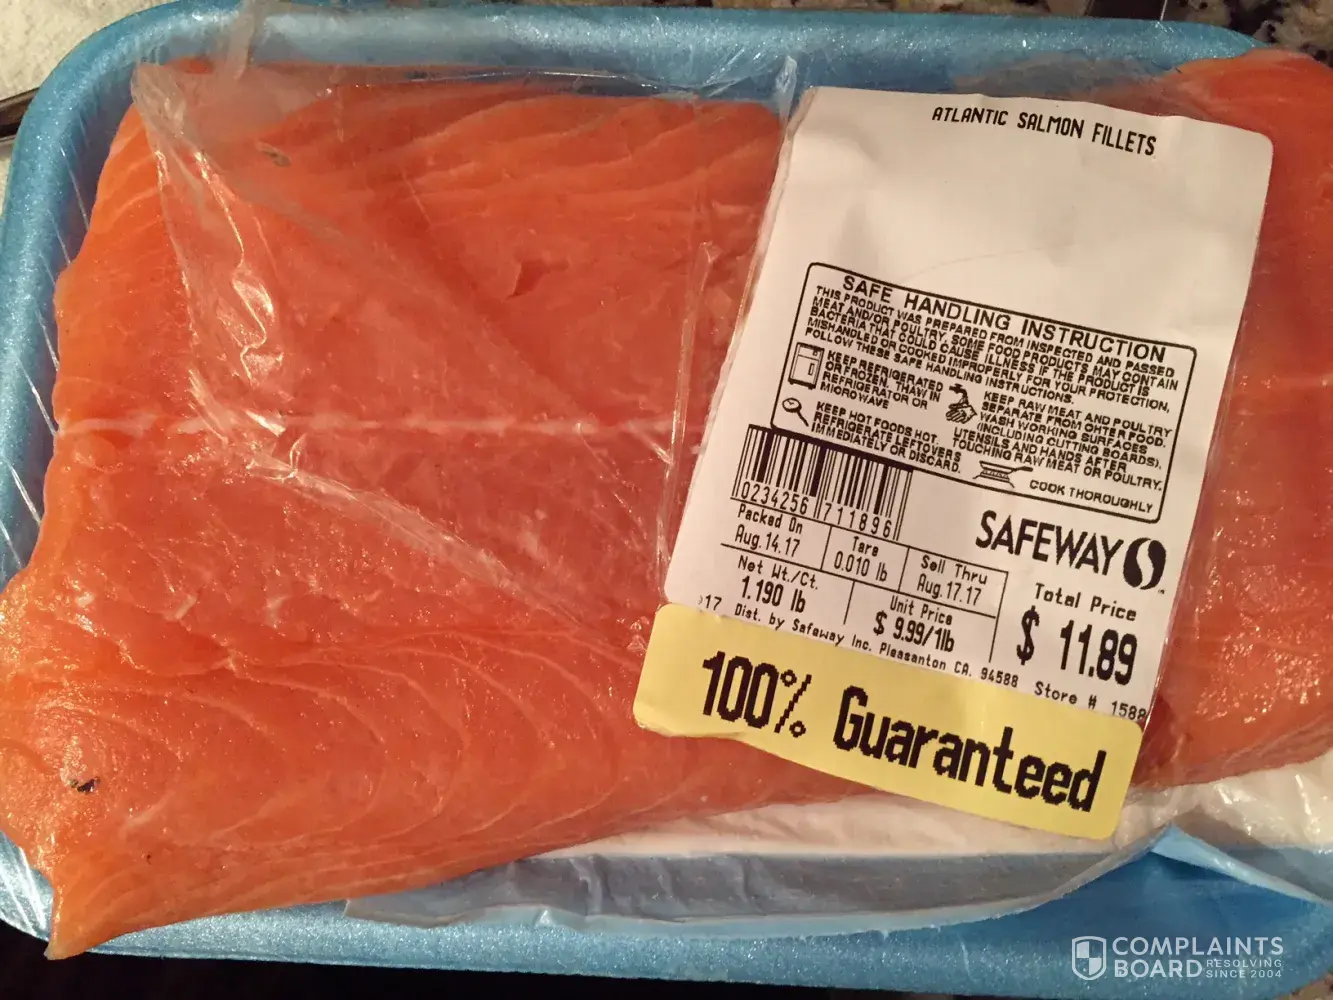 ATLANTIC SALMON FILLETS
SAFE HANDLING INSTRUCTION
THIS PRODUCT WAS PREPARED FROM INSPECTED AND PASSED
MEAT AND/OR POULTRY. SOME FOOD PRODUCTS MAY CONTAIN
BACTERIA THAT COULD CAUSE ILLNESS IF THE PRODUCT IS
MISHANDLED OR COOKED IMPROPERLY FOR YOUR PROTECTION,
FOLLOW THESE SAFE HANDLING INSTRUCTIONS.
KEEP REFRIGERATED
OR FROZEN. THAW IN
REFRIGERATOR OR
MICROWAVE
KEEP RAW MEAT AND POULTRY
SEPARATE FROM OHTER FOOD.
WASH WORKING SURFACES
(INCLUDING CUTTING BOARDS),
UTENSILS AND HANDS AFTER
TOUCHING RAW MEAT OR POULTRY.
KEEP HOT FOODS HOT.
REFRIGERATE LEFTOVERS
IMMEDIATELY OR DISCARD.
COOK THOROUGHLY
0234256 711896
SAFEWAY
Packed On
Aug.14.17
Tare
0.010 lb
Sell Thru
Aug.17.17
Net Wt./Ct.
1.190 lb
Unit Price
$ 9.99/1lb
Total Price
$ 11.89
17 Dist. by Safeway Inc. Pleasanton CA. 94588 Store # 1588
100% Guaranteed
COMPLAINTS
BOARD RESOLVING
SINCE 2004